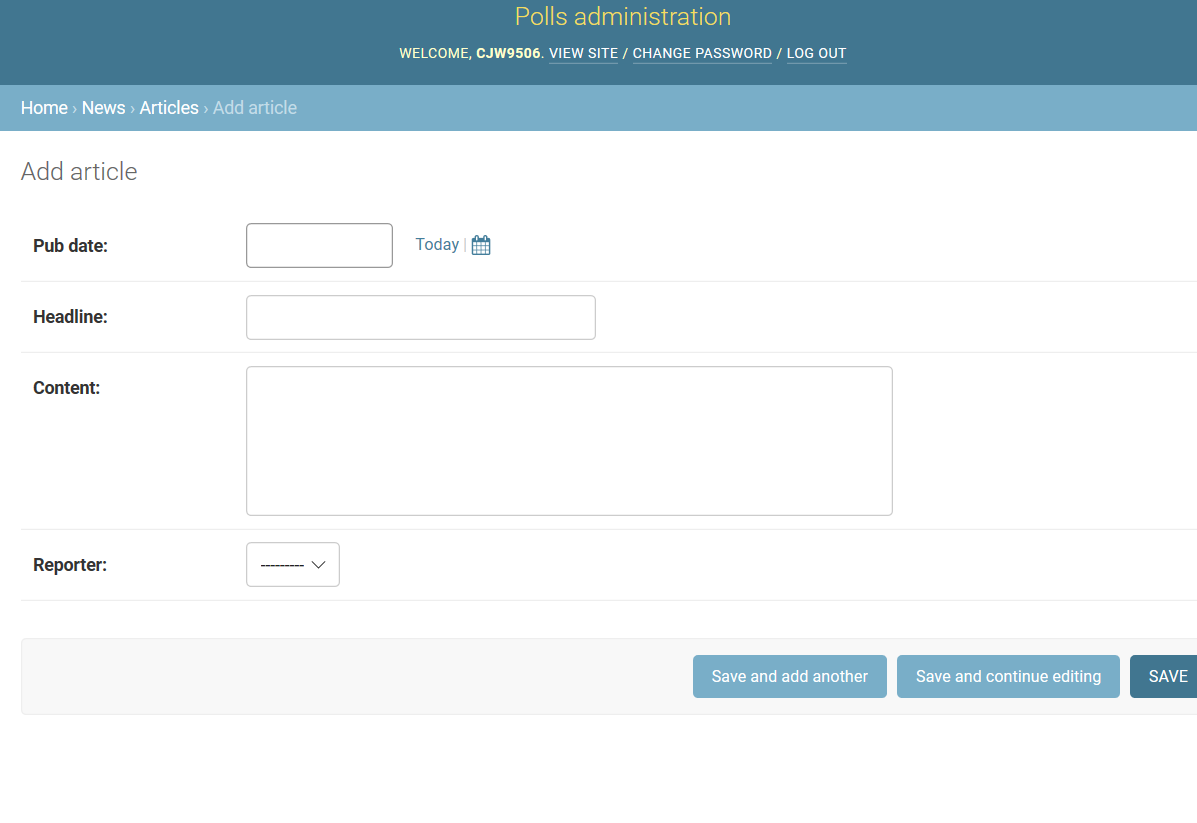 Polls administration
WELCOME, CJW9506. VIEW SITE / CHANGE PASSWORD / LOG OUT
Home › News › Articles › Add article
Add article
Pub date:
Today |
Headline:
Content:
Reporter:
---------
Save and add another
Save and continue editing
SAVE